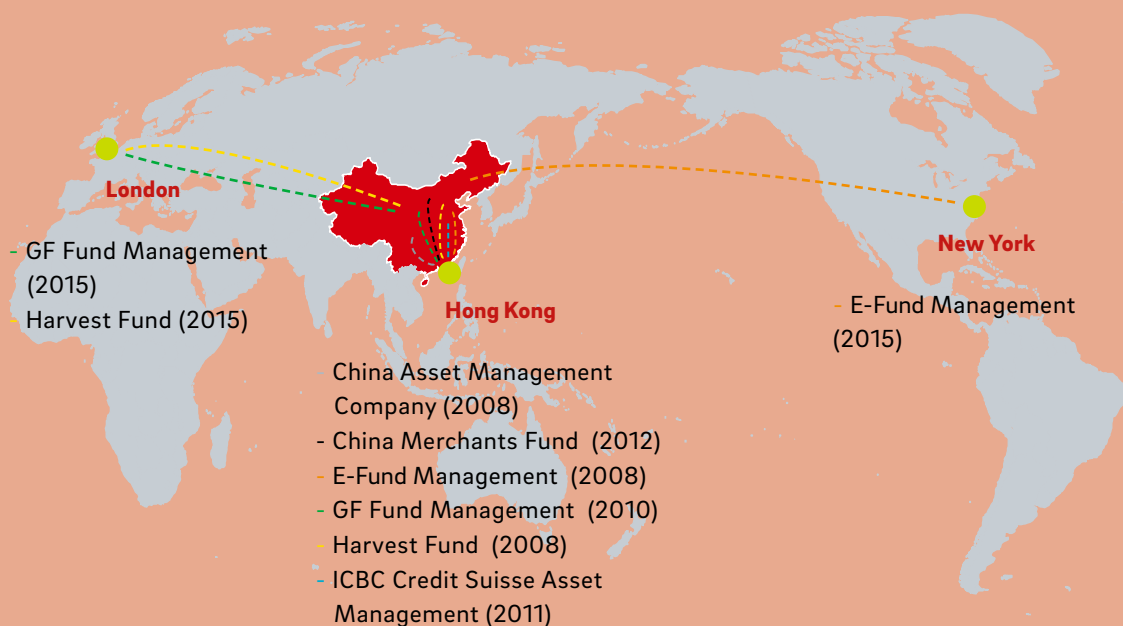 London
- GF Fund Management
(2015)
- Harvest Fund (2015)
Hong Kong
China Asset Management
Company (2008)
- China Merchants Fund (2012)
- E-Fund Management (2008)
- GF Fund Management (2010)
- Harvest Fund (2008)
- ICBC Credit Suisse Asset
Management (2011)
New York
- E-Fund Management
(2015)